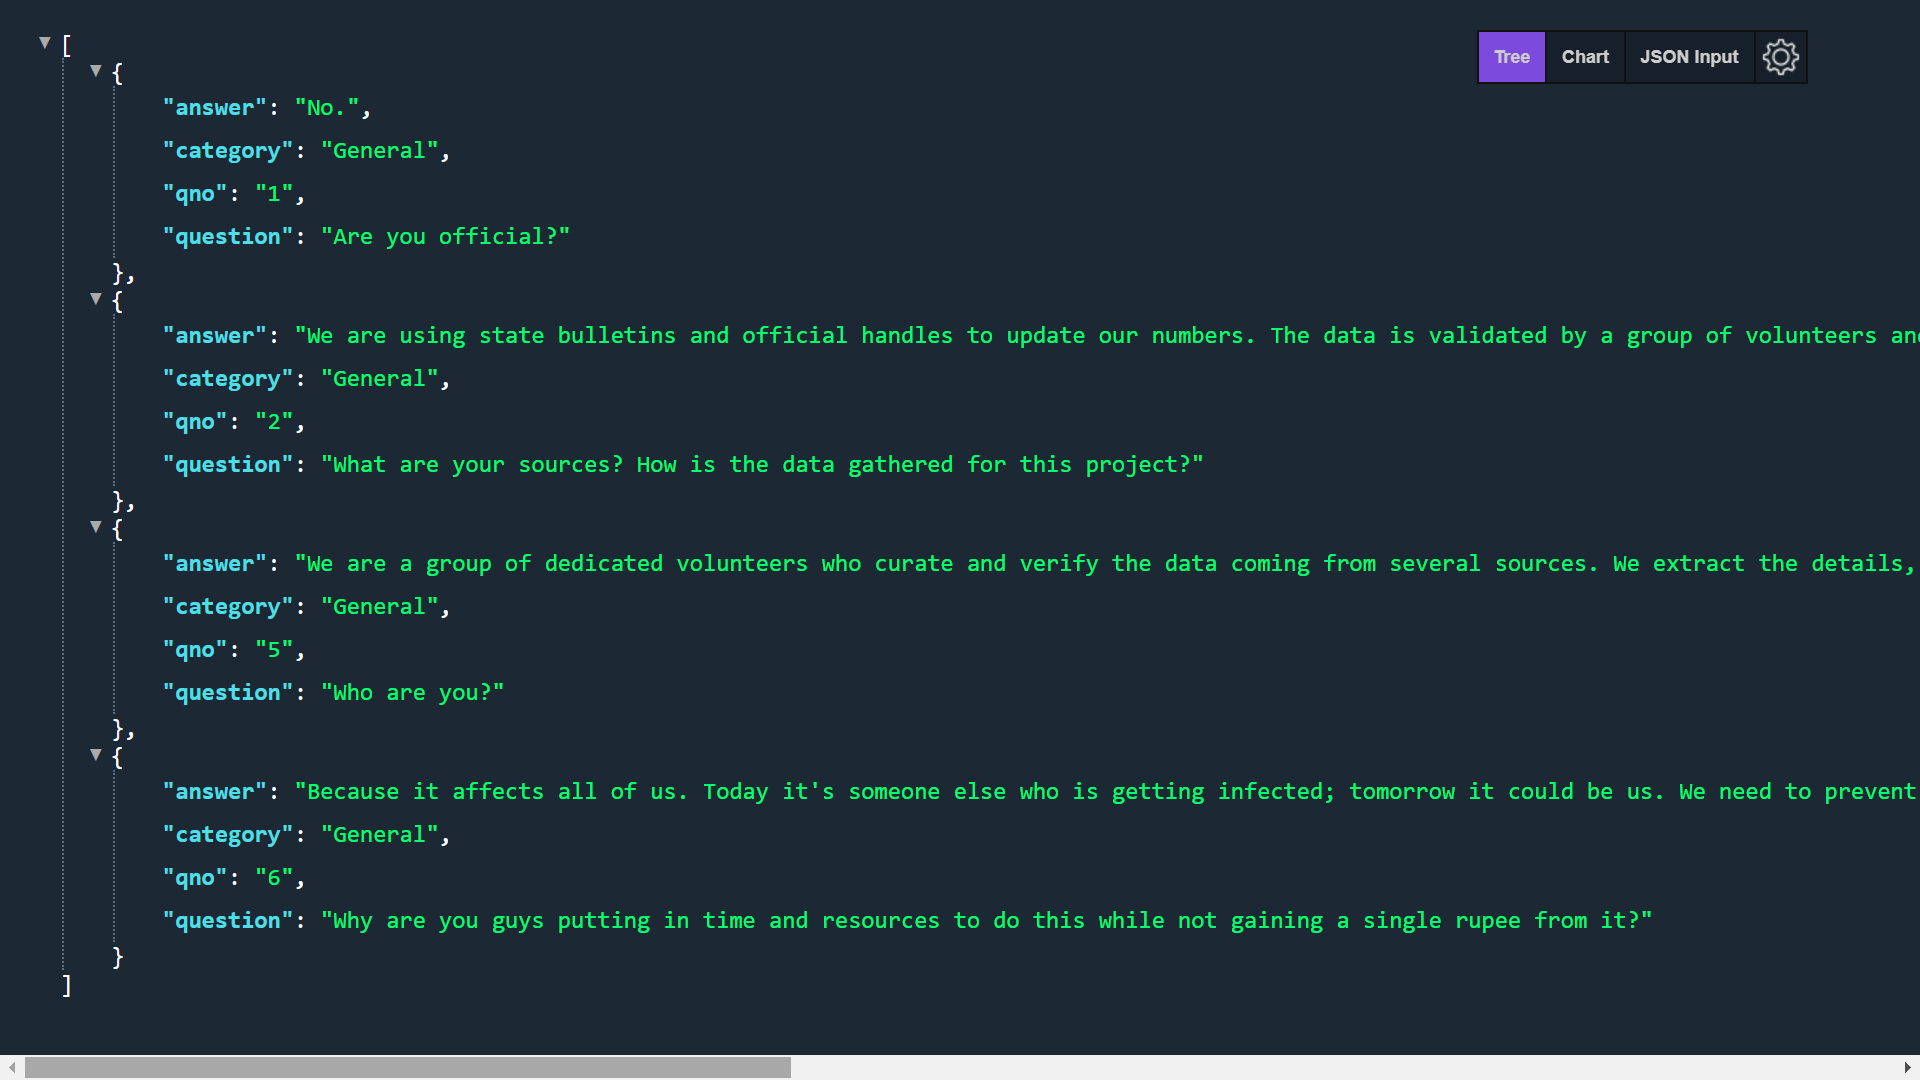 [
Tree Chart JSON Input
{
"answer": "No.",
"category": "General",
"qno": "1",
"question": "Are you official?"
},
{
"answer": "We are using state bulletins and official handles to update our numbers. The data is validated by a group of volunteers
"category": "General",
"qno": "2",
"question": "What are your sources? How is the data gathered for this project?"
},
{
"answer": "We are a group of dedicated volunteers who curate and verify the data coming from several sources. We extract the details,
"category": "General",
"qno": "5",
"question": "Who are you?"
},
{
"answer": "Because it affects all of us. Today it's someone else who is getting infected; tomorrow it could be us. We need to prevent
"category": "General",
"qno": "6",
"question": "Why are you guys putting in time and resources to do this while not gaining a single rupee from it?"
}
]